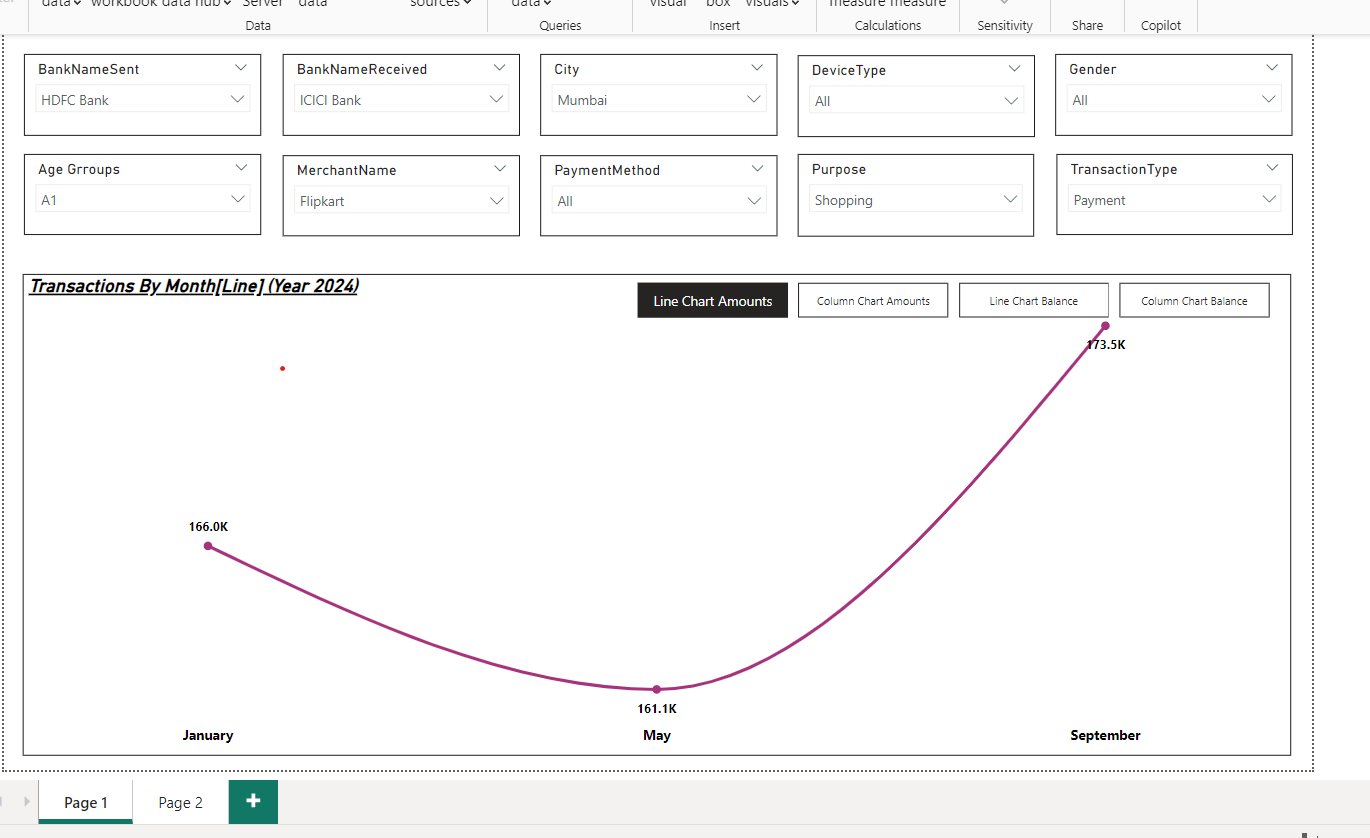 data workbook data hub Server data sources data visual box visuals measure measure
Data Queries Insert Calculations Sensitivity Share Copilot
BankNameSent BankNameReceived City DeviceType Gender
HDFC Bank ICICI Bank Mumbai All All
Age Grroups MerchantName PaymentMethod Purpose TransactionType
A1 Flipkart All Shopping Payment
Transactions By Month[Line] (Year 2024)
Line Chart Amounts Column Chart Amounts Line Chart Balance Column Chart Balance
173.5K
166.0K
161.1K
January May September
Page 1 Page 2 +